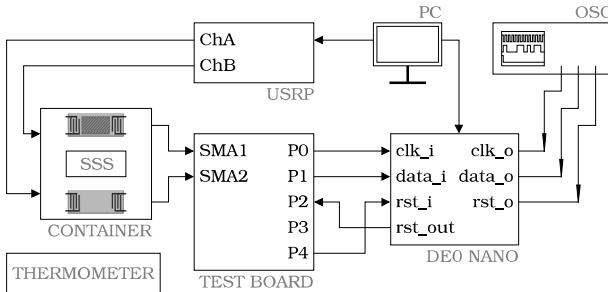 PC
OSC
ChA
ChB
USRP
SSS
CONTAINER
THERMOMETER
SMA1
SMA2
P0
P1
P2
P3
P4
TEST BOARD
clk_i
data_i
rst_i
rst_out
clk_o
data_o
rst_o
DE0 NANO